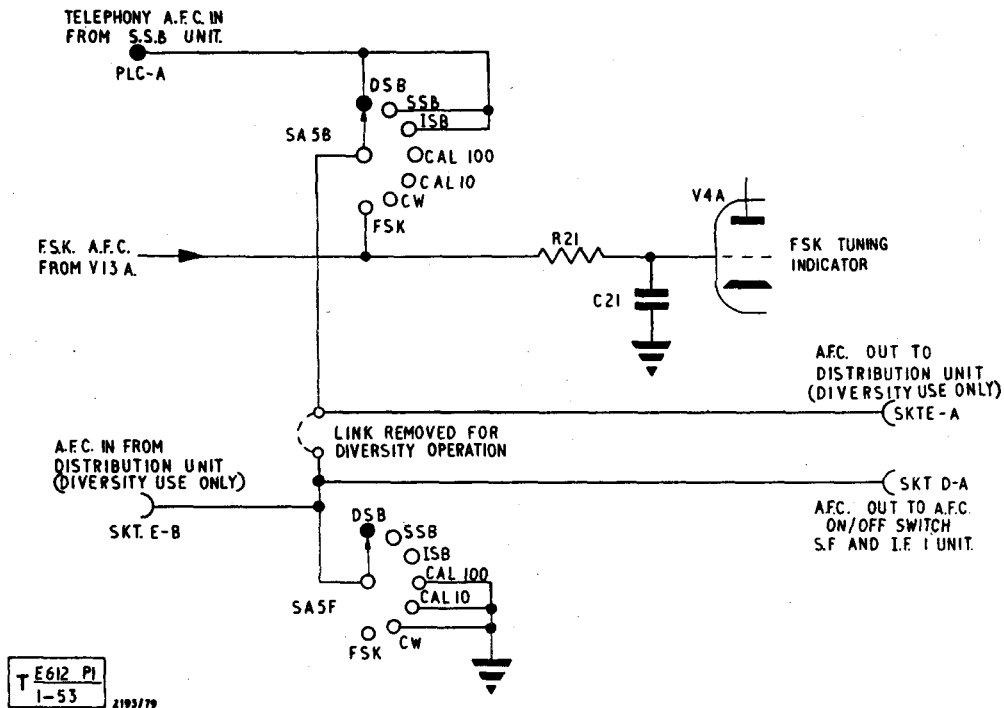 TELEPHONY A.F.C. IN
FROM S.S.B UNIT.
PLC-A
DSB
SSB
ISB
SA5B
CAL 100
CAL 10
CW
FSK
F.S.K. A.F.C.
FROM V13A.
R21
C21
V4A
FSK TUNING
INDICATOR
A.F.C. OUT TO
DISTRIBUTION UNIT
(DIVERSITY USE ONLY)
SKTE-A
LINK REMOVED FOR
DIVERSITY OPERATION
A.F.C. IN FROM
DISTRIBUTION UNIT
(DIVERSITY USE ONLY)
SKT. E-B
SKT D-A
A.F.C. OUT TO A.F.C.
ON/OFF SWITCH
S.F AND I.F. 1 UNIT.
DSB
SSB
ISB
CAL 100
SA5F
CAL 10
CW
FSK
T E612 P1
1-53
2193/79